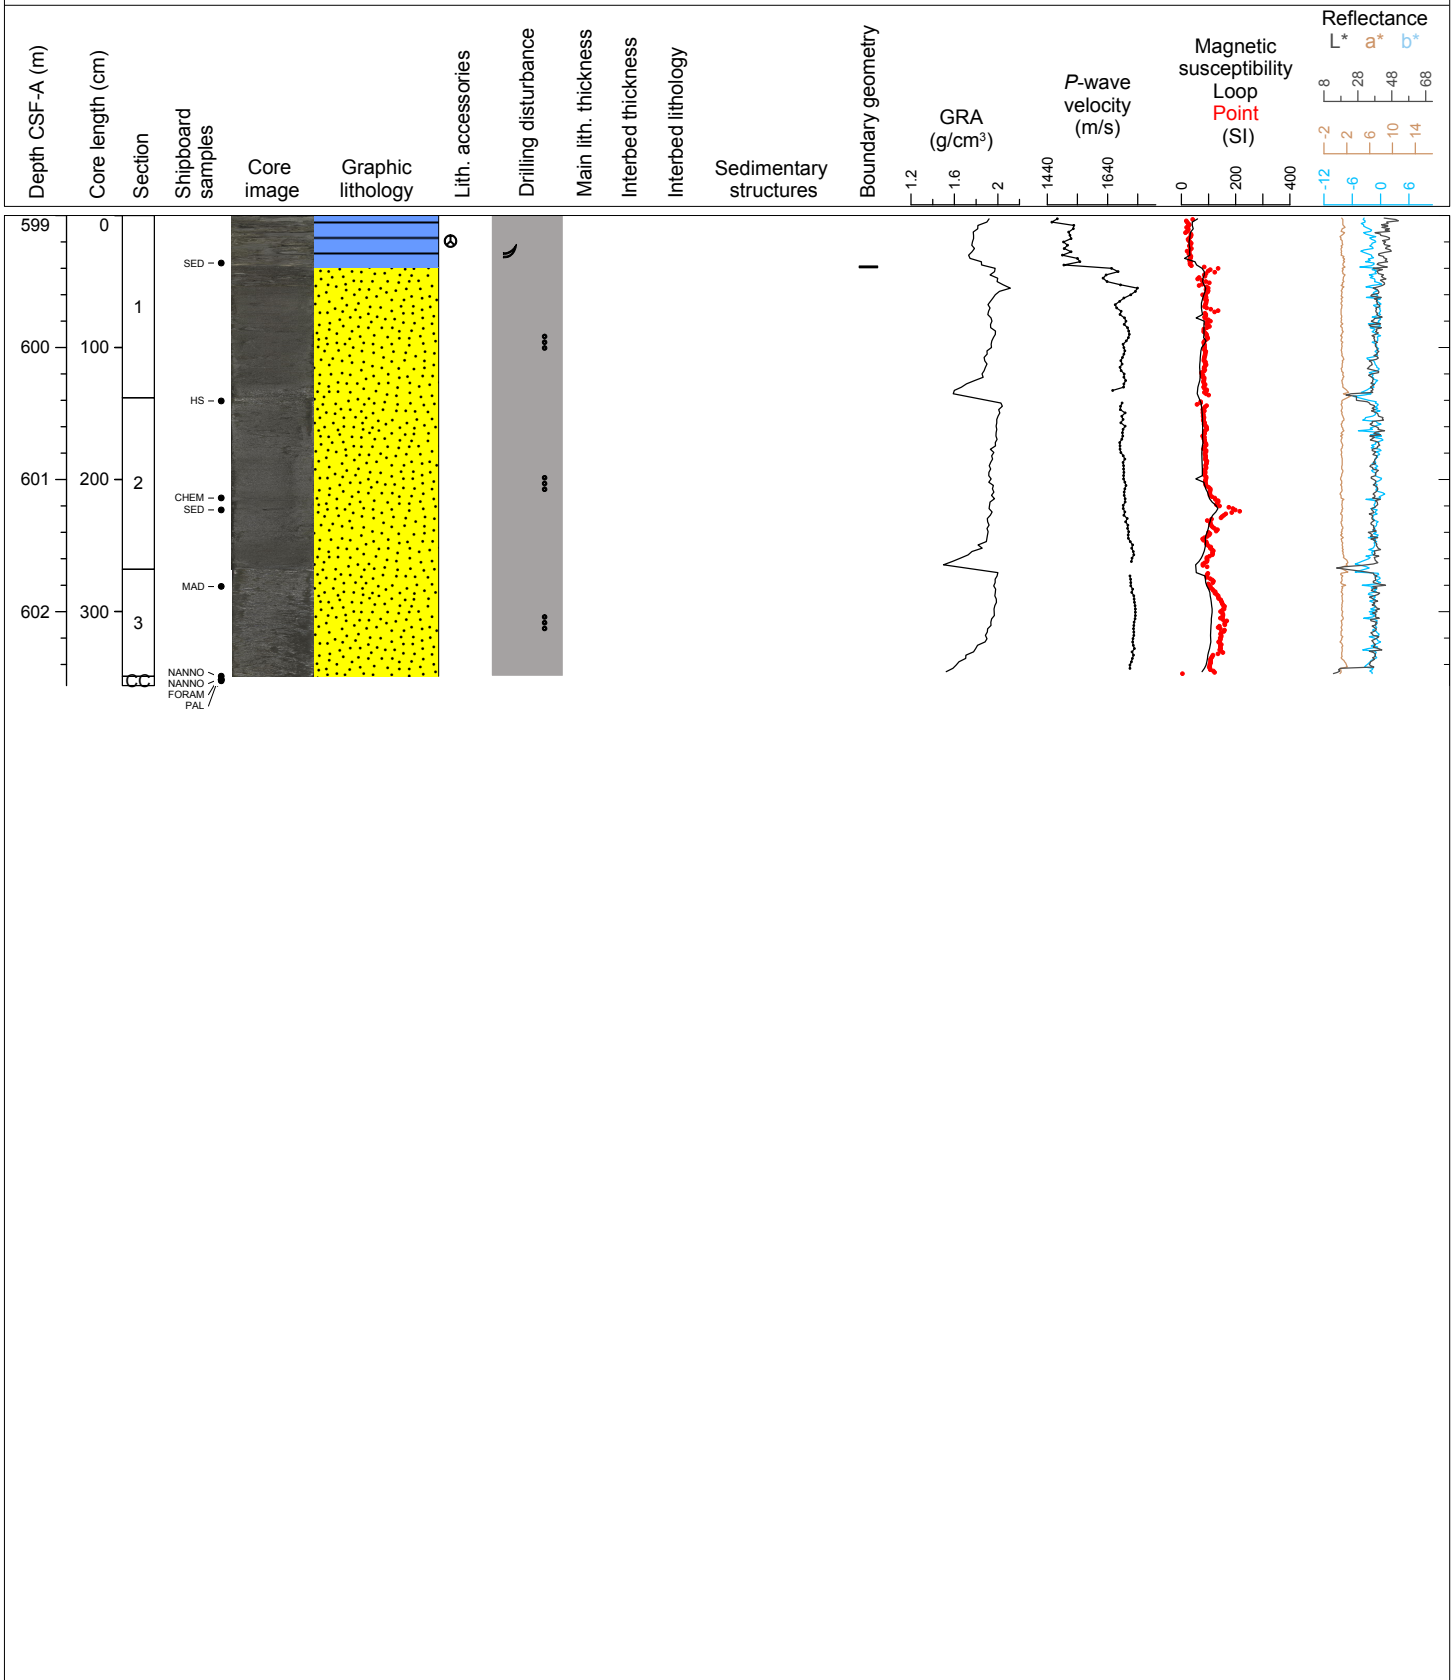 Depth CSF-A (m)
Core length (cm)
Section
Shipboard
samples
Core
image
Graphic
lithology
Lith. accessories
Drilling disturbance
Main lith. thickness
Interbed thickness
Interbed lithology
Sedimentary
structures
Boundary geometry
GRA
(g/cm³)
1.2 1.6 2
P-wave
velocity
(m/s)
1440 1640
Magnetic
susceptibility
Loop
Point
(SI)
0 200 400
Reflectance
L* a* b*
8 28 48 68
-2 2 6 10 14
-12 -6 0 6
599 0
SED
1
600 100
HS
601 200
2
CHEM
SED
MAD
602 300
3
NANNO
CC
NANNO
FORAM
PAL